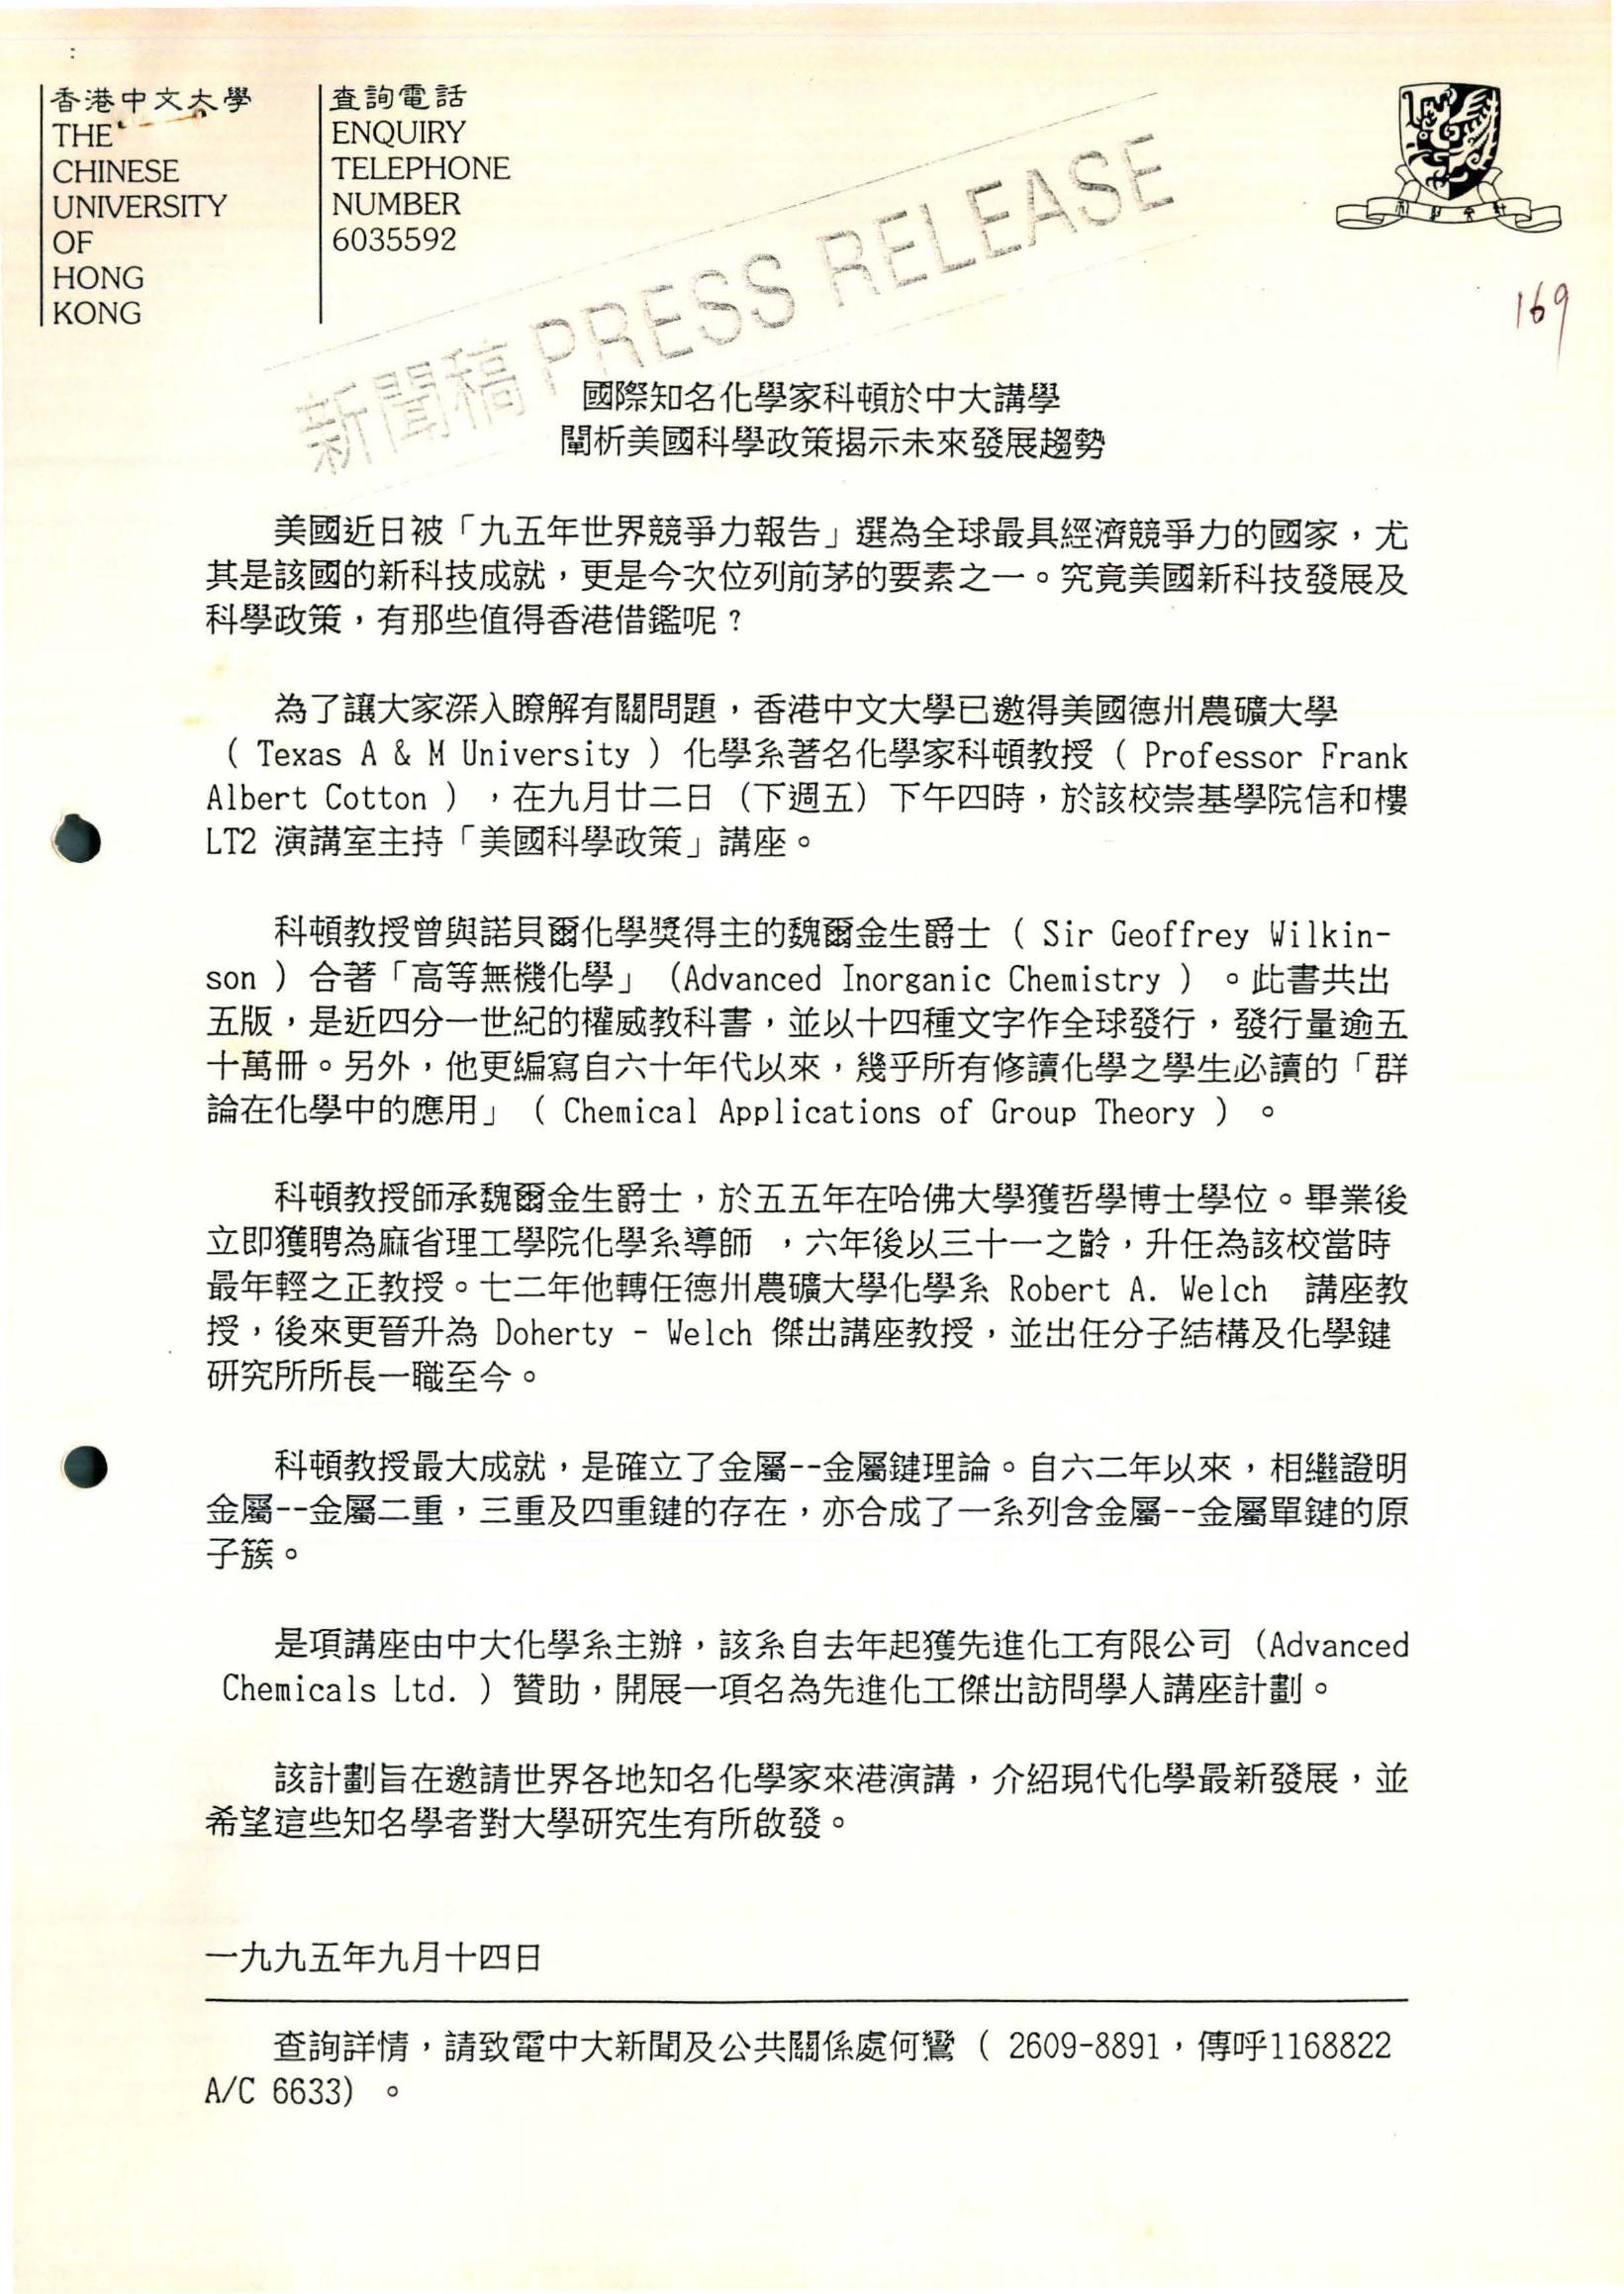 香港中文大學
THE
CHINESE
UNIVERSITY
OF
HONG
KONG
查詢電話
ENQUIRY
TELEPHONE
NUMBER
6035592
169
新聞稿 PRESS RELEASE
國際知名化學家科頓於中大講學
闡析美國科學政策揭示未來發展趨勢
美國近日被「九五年世界競爭力報告」選為全球最具經濟競爭力的國家，尤
其是該國的新科技成就，更是今次位列前茅的要素之一。究竟美國新科技發展及
科學政策，有那些值得香港借鑑呢？
為了讓大家深入瞭解有關問題，香港中文大學已邀得美國德州農礦大學
（ Texas A & M University ）化學系著名化學家科頓教授（ Professor Frank
Albert Cotton ），在九月廿二日（下週五）下午四時，於該校崇基學院信和樓
LT2 演講室主持「美國科學政策」講座。
科頓教授曾與諾貝爾化學獎得主的魏爾金生爵士（ Sir Geoffrey Wilkin-
son ）合著「高等無機化學」（Advanced Inorganic Chemistry ）。此書共出
五版，是近四分一世紀的權威教科書，並以十四種文字作全球發行，發行量逾五
十萬冊。另外，他更編寫自六十年代以來，幾乎所有修讀化學之學生必讀的「群
論在化學中的應用」（ Chemical Applications of Group Theory ）。
科頓教授師承魏爾金生爵士，於五五年在哈佛大學獲哲學博士學位。畢業後
立即獲聘為麻省理工學院化學系導師 ，六年後以三十一之齡，升任為該校當時
最年輕之正教授。七二年他轉任德州農礦大學化學系 Robert A. Welch 講座教
授，後來更晉升為 Doherty - Welch 傑出講座教授，並出任分子結構及化學鍵
研究所所長一職至今。
科頓教授最大成就，是確立了金屬--金屬鍵理論。自六二年以來，相繼證明
金屬--金屬二重，三重及四重鍵的存在，亦合成了一系列含金屬--金屬單鍵的原
子簇。
是項講座由中大化學系主辦，該系自去年起獲先進化工有限公司（Advanced
Chemicals Ltd. ）贊助，開展一項名為先進化工傑出訪問學人講座計劃。
該計劃旨在邀請世界各地知名化學家來港演講，介紹現代化學最新發展，並
希望這些知名學者對大學研究生有所啟發。
一九九五年九月十四日
查詢詳情，請致電中大新聞及公共關係處何鸞（ 2609-8891，傳呼1168822
A/C 6633）。